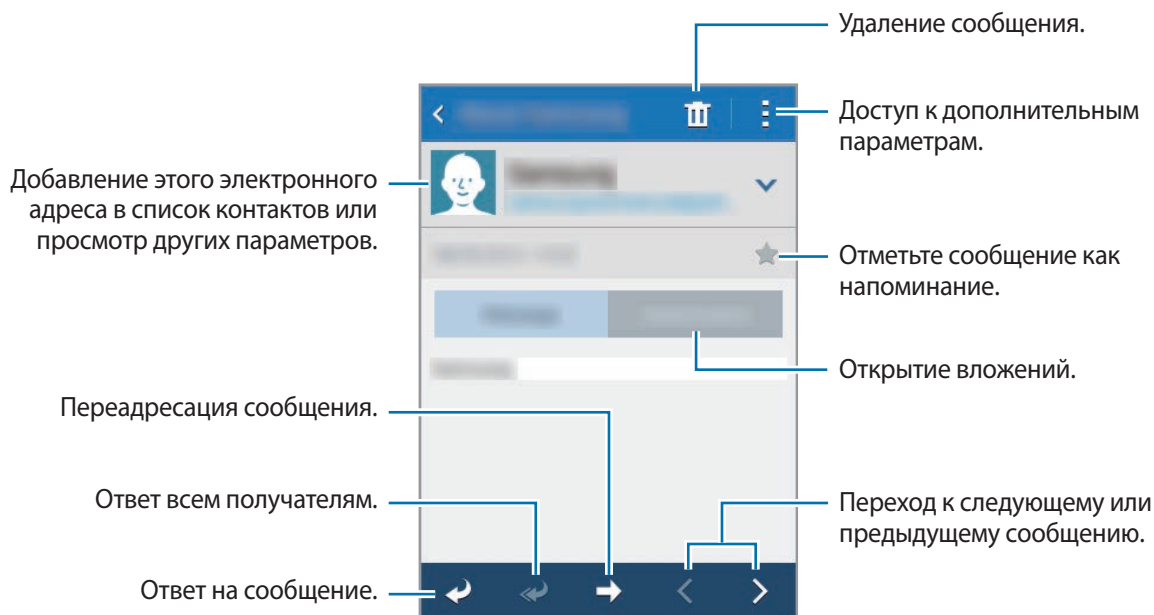 Удаление сообщения.
Доступ к дополнительным
параметрам.
Добавление этого электронного
адреса в список контактов или
просмотр других параметров.
Отметьте сообщение как
напоминание.
Открытие вложений.
Переадресация сообщения.
Ответ всем получателям.
Переход к следующему или
предыдущему сообщению.
Ответ на сообщение.